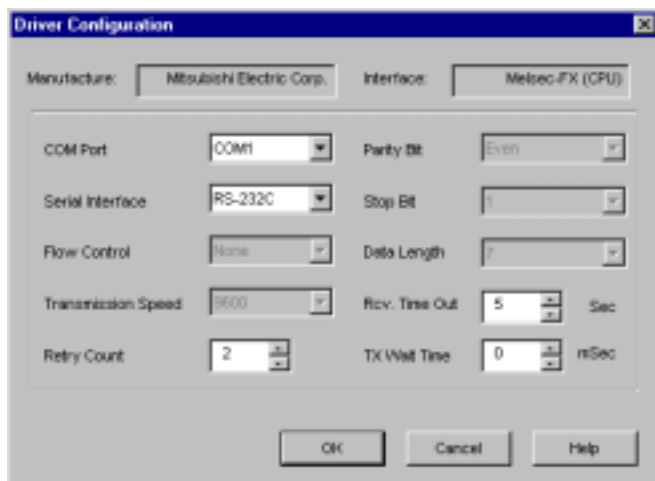 Driver Configuration
Manufacture: Mitsubishi Electric Corp. Interface: Melsec-FX (CPU)
COM Port COM1 Parity Bit Even
Serial Interface RS-232C Stop Bit 1
Flow Control None Data Length 7
Transmission Speed 9600 Rcv. Time Out 5 Sec
Retry Count 2 TX Wait Time 0 mSec
OK Cancel Help